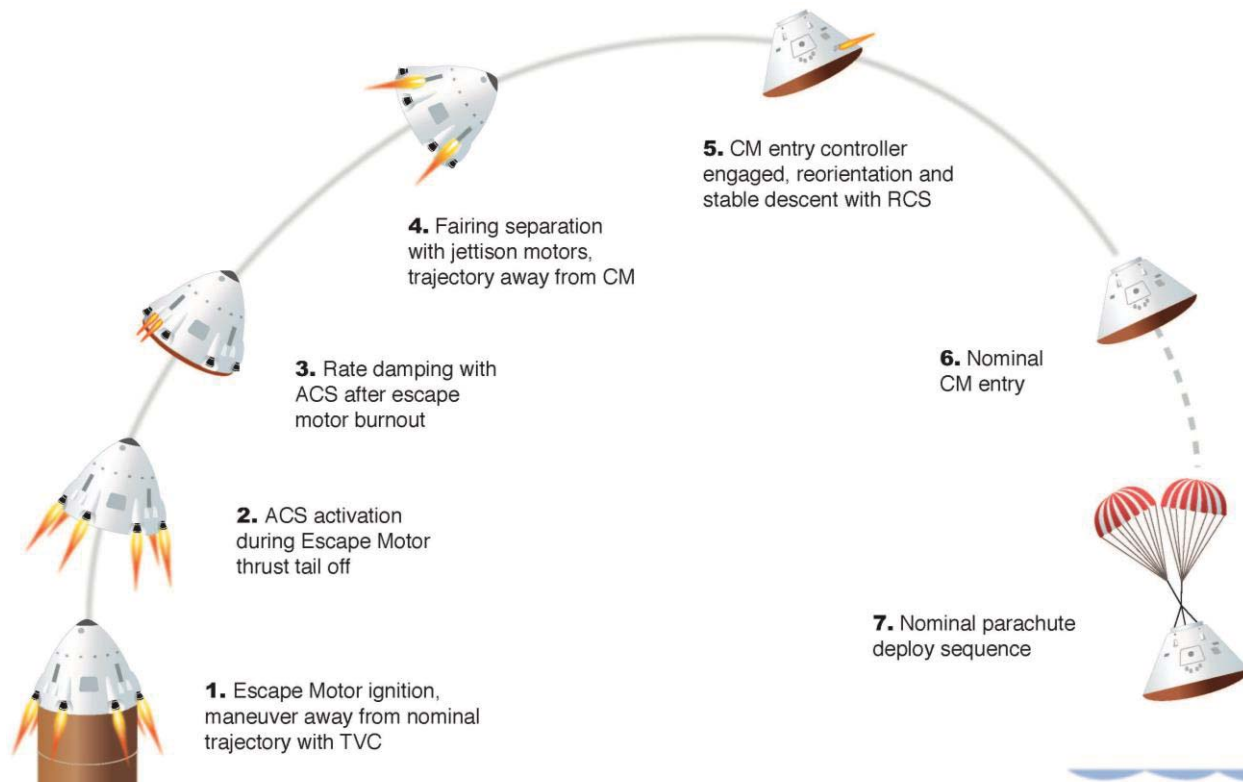 1. Escape Motor ignition,
maneuver away from nominal
trajectory with TVC
2. ACS activation
during Escape Motor
thrust tail off
3. Rate damping with
ACS after escape
motor burnout
4. Fairing separation
with jettison motors,
trajectory away from CM
5. CM entry controller
engaged, reorientation and
stable descent with RCS
6. Nominal
CM entry
7. Nominal parachute
deploy sequence